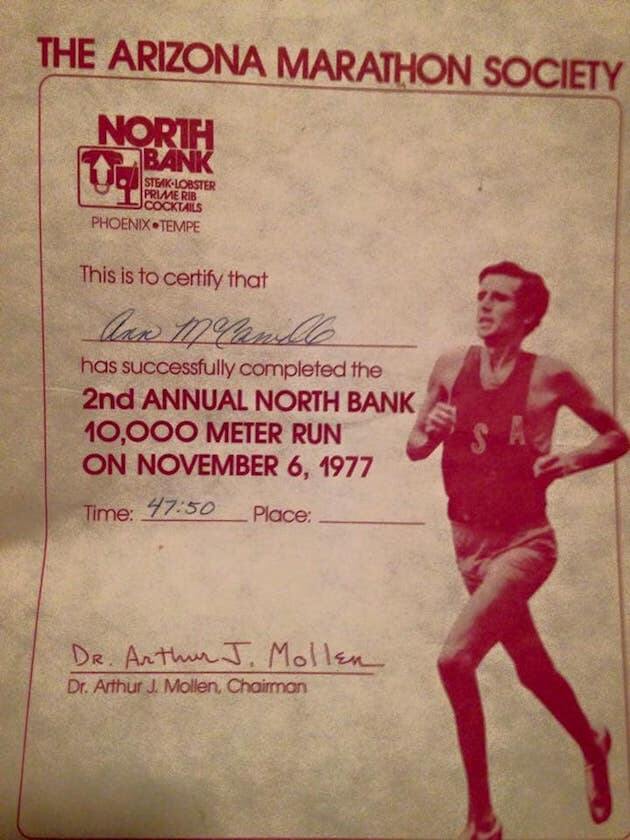 THE ARIZONA MARATHON SOCIETY
NORTH
BANK
STEAK•LOBSTER
PRIME RIB
COCKTAILS
PHOENIX•TEMPE
This is to certify that
Ann
has successfully completed the
2nd ANNUAL NORTH BANK
10,000 METER RUN
ON NOVEMBER 6, 1977
Time: 47:50 Place:
DR. Arthur J. Mollen
Dr. Arthur J. Mollen, Chairman
S A